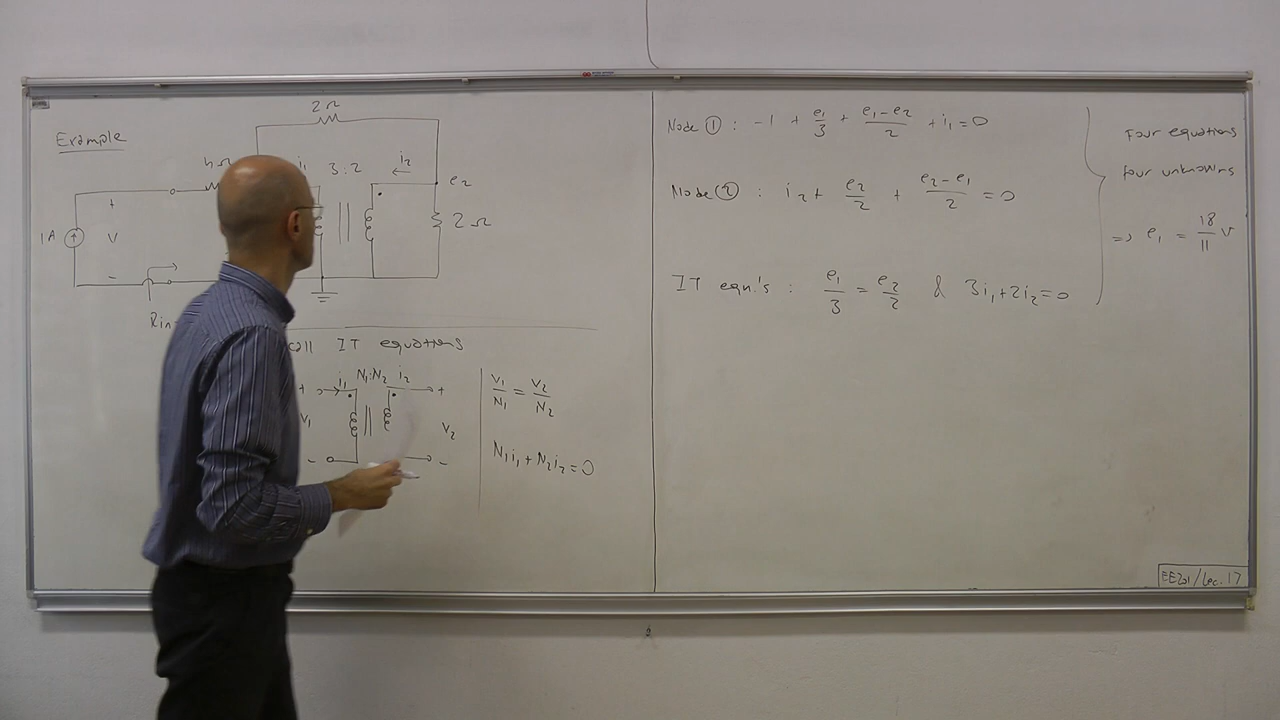 Example
2Ω
4Ω
i₁
3:2
i₂
e₂
1A
+
V
-
2Ω
Rin
IT equations
i₁ N₁:N₂ i₂
+ +
V₁ V₂
- -
V₁/N₁ = V₂/N₂
N₁i₁ + N₂i₂ = 0
Node ① : -1 + e₁/3 + (e₁-e₂)/2 + i₁ = 0
Node ② : i₂ + e₂/2 + (e₂-e₁)/2 = 0
IT eqn.'s : e₁/3 = e₂/2 & 3i₁+2i₂=0
Four equations
four unknowns
=> e₁ = 18/11 V
EE201/Lec. 17